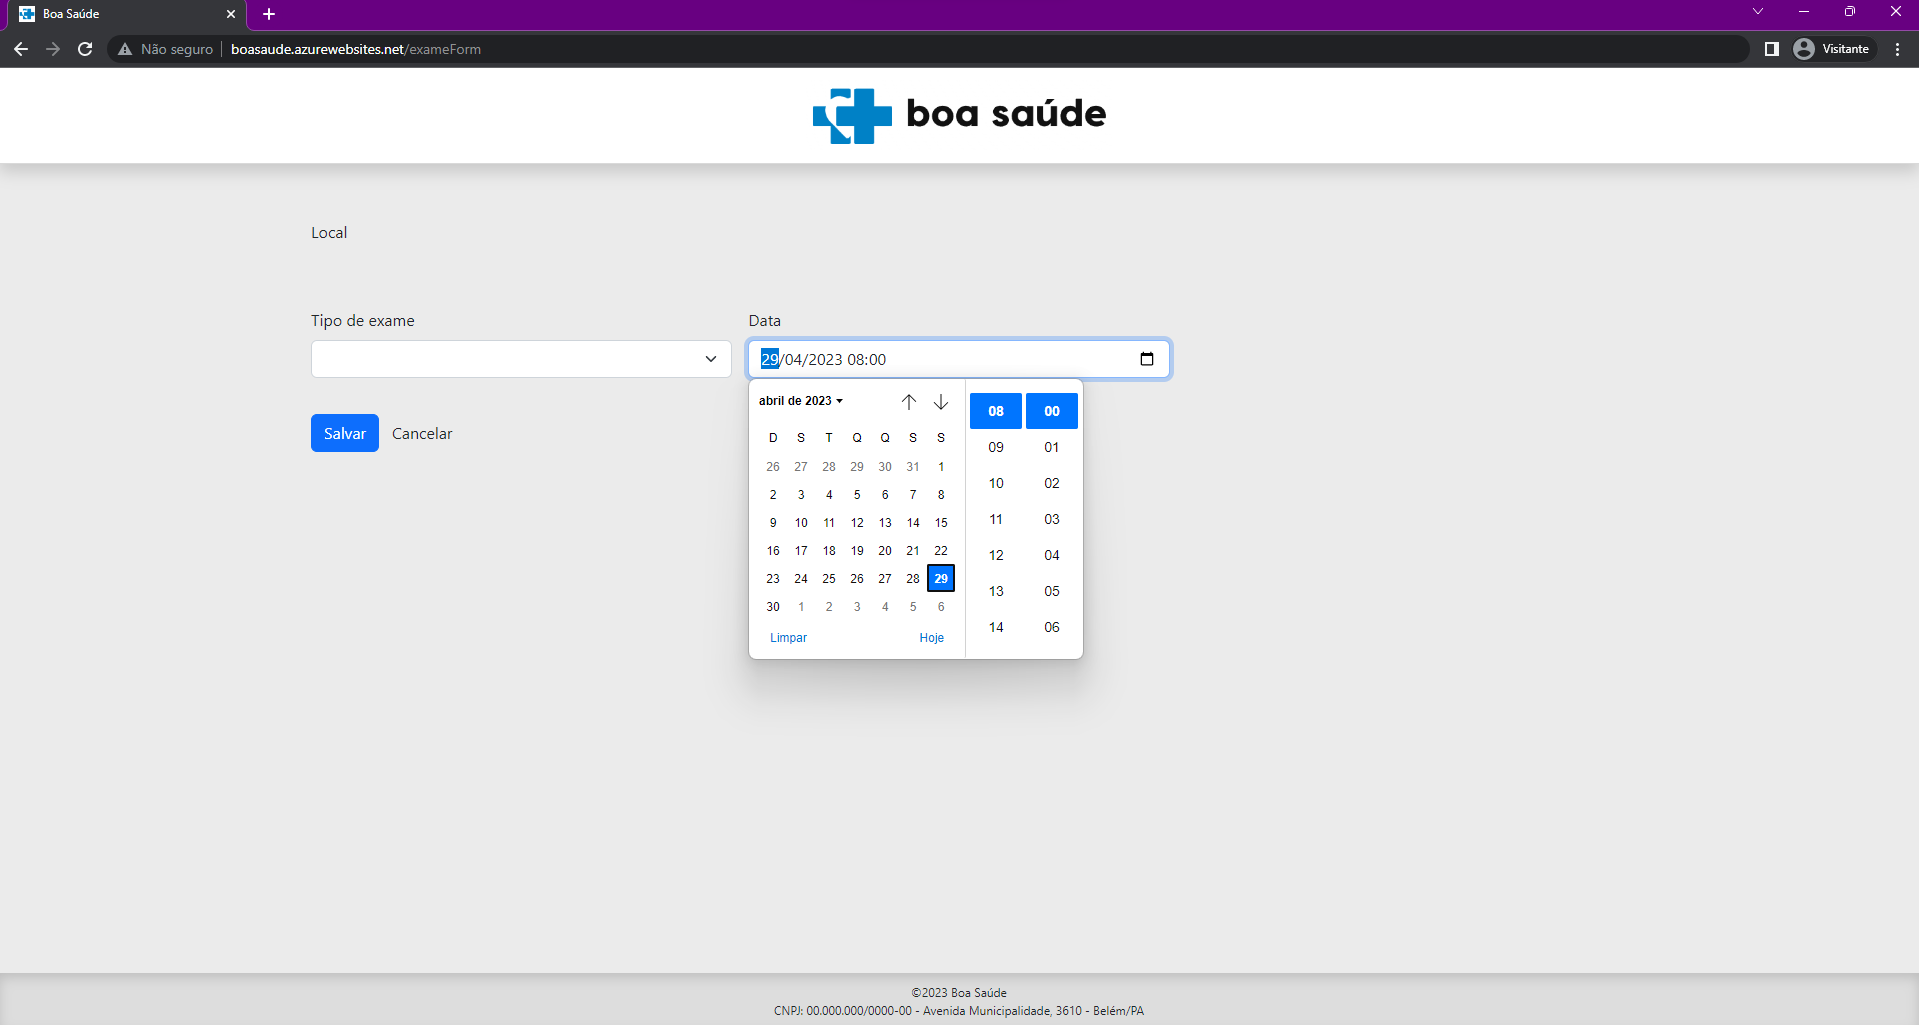 Boa Saúde
Não seguro boasaude.azurewebsites.net/exameForm Visitante
boa saúde
Local
Tipo de exame Data
29/04/2023 08:00
abril de 2023 08 00
D S T Q Q S S 09 01
26 27 28 29 30 31 1
2 3 4 5 6 7 8 10 02
9 10 11 12 13 14 15 11 03
16 17 18 19 20 21 22 12 04
23 24 25 26 27 28 29 13 05
30 1 2 3 4 5 6 14 06
Limpar Hoje
Salvar Cancelar
©2023 Boa Saúde
CNPJ: 00.000.000/0000-00 - Avenida Municipalidade, 3610 - Belém/PA